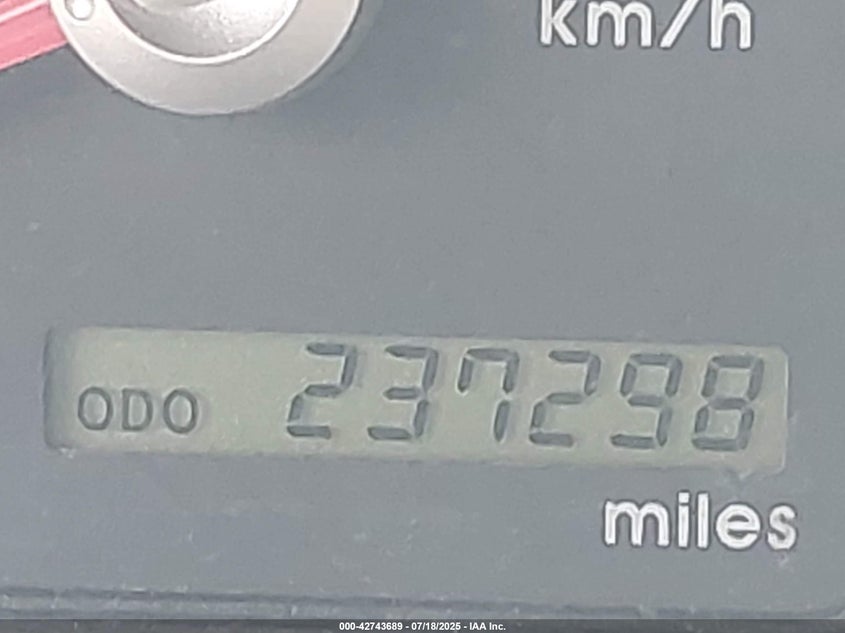 km/h
ODO 237298
miles
000-42743689 - 07/18/2025 - IAA Inc.